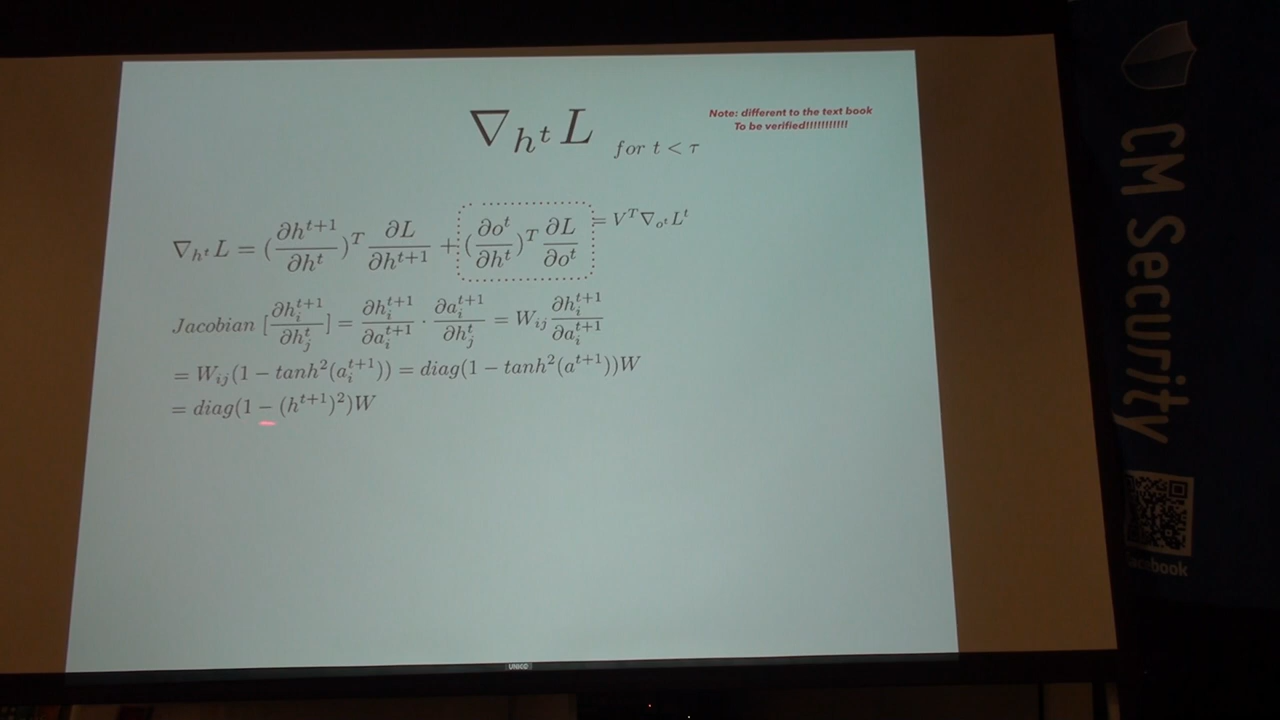 ∇_{h^t} L for t < τ
Note: different to the text book
To be verified!!!!!!!!!!!
∇_{h^t} L = (∂h^{t+1}/∂h^t)^T ∂L/∂h^{t+1} + (∂o^t/∂h^t)^T ∂L/∂o^t = V^T ∇_{o^t} L^t
Jacobian [∂h_i^{t+1}/∂h_j^t] = ∂h_i^{t+1}/∂a_i^{t+1} · ∂a_i^{t+1}/∂h_j^t = W_{ij} ∂h_i^{t+1}/∂a_i^{t+1}
= W_{ij}(1 − tanh^2(a_i^{t+1})) = diag(1 − tanh^2(a^{t+1}))W
= diag(1 − (h^{t+1})^2)W
CM Security